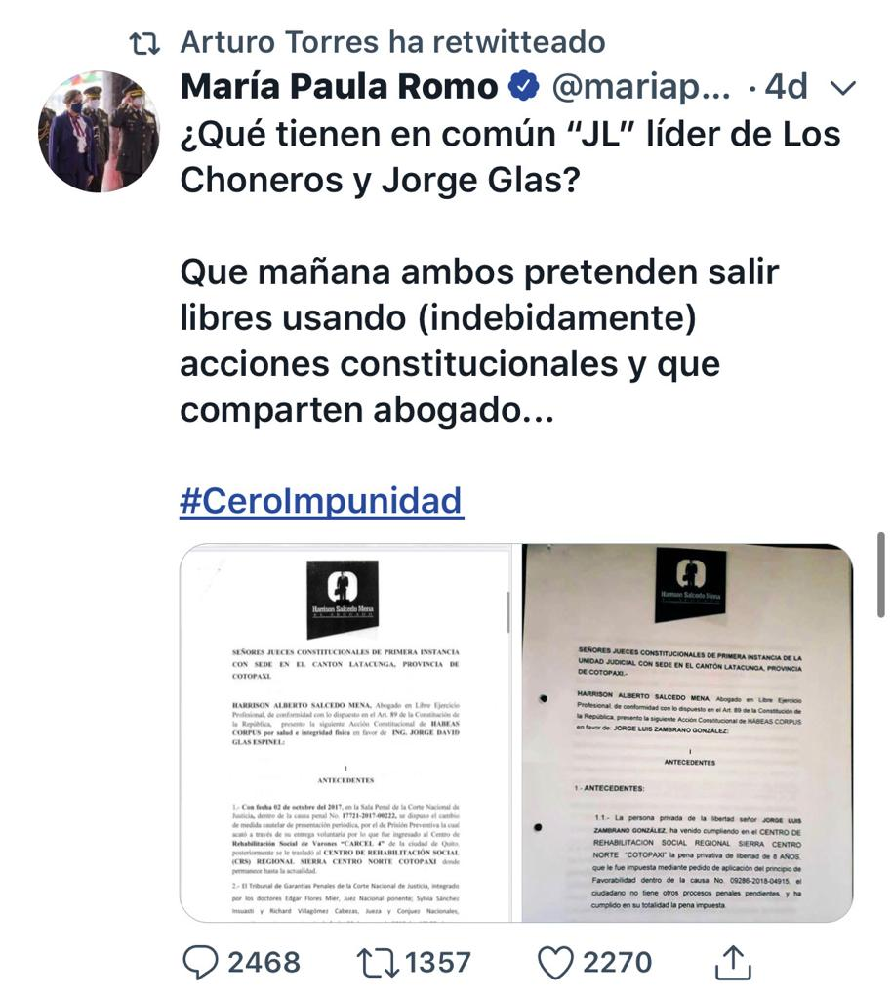 Arturo Torres ha retwitteado
María Paula Romo @mariap... · 4d
¿Qué tienen en común “JL” líder de Los
Choneros y Jorge Glas?
Que mañana ambos pretenden salir
libres usando (indebidamente)
acciones constitucionales y que
comparten abogado...
#CeroImpunidad
Harrison Salcedo Mena
EL ABOGADO
SEÑORES JUECES CONSTITUCIONALES DE PRIMERA INSTANCIA
CON SEDE EN EL CANTON LATACUNGA, PROVINCIA DE
COTOPAXI.
HARRISON ALBERTO SALCEDO MENA, Abogado en Libre Ejercicio
Profesional, de conformidad con lo dispuesto en el Art. 89 de la Constitución de
la República, presento la siguiente Acción Constitucional de HABEAS
CORPUS por salud e integridad física en favor de ING. JORGE DAVID
GLAS ESPINEL:
I
ANTECEDENTES
1.- Con fecha 02 de octubre del 2017, en la Sala Penal de la Corte Nacional de
Justicia, dentro de la causa penal No. 17721-2017-00222, se dispuso el cambio
de medida cautelar de presentación periódica, por el de Prisión Preventiva la cual
acató a través de su entrega voluntaria por lo que fue ingresado al Centro de
Rehabilitación Social de Varones “CARCEL 4” de la ciudad de Quito,
posteriormente se le trasladó al CENTRO DE REHABILITACIÓN SOCIAL
(CRS) REGIONAL SIERRA CENTRO NORTE COTOPAXI donde
permanece hasta la actualidad.
2.- El Tribunal de Garantías Penales de la Corte Nacional de Justicia, integrado
por los doctores Edgar Flores Mier, Juez Nacional ponente; Sylvia Sánchez
Insuasti y Richard Villagómez Cabezas, Jueza y Conjuez Nacionales,
Harrison Salcedo Mena
SEÑORES JUECES CONSTITUCIONALES DE PRIMERA INSTANCIA DE LA
UNIDAD JUDICIAL CON SEDE EN EL CANTÓN LATACUNGA, PROVINCIA
DE COTOPAXI.-
HARRISON ALBERTO SALCEDO MENA, Abogado en Libre Ejercicio
Profesional, de conformidad con lo dispuesto en el Art. 89 de la Constitución de
la República, presento la siguiente Acción Constitucional de HÁBEAS CORPUS
en favor de: JORGE LUIS ZAMBRANO GONZÁLEZ:
I
ANTECEDENTES
1.- ANTECEDENTES:
1.1.- La persona privada de la libertad señor JORGE LUIS
ZAMBRANO GONZÁLEZ, ha venido cumpliendo en el CENTRO DE
REHABILITACION SOCIAL REGIONAL SIERRA CENTRO
NORTE “COTOPAXI” la pena privativa de libertad de 8 AÑOS,
que le fue impuesta mediante pedido de aplicación del principio de
Favorabilidad dentro de la causa No. 09286-2018-04915, el
ciudadano no tiene otros procesos penales pendientes, y ha
cumplido en su totalidad la pena impuesta.
2468 1357 2270